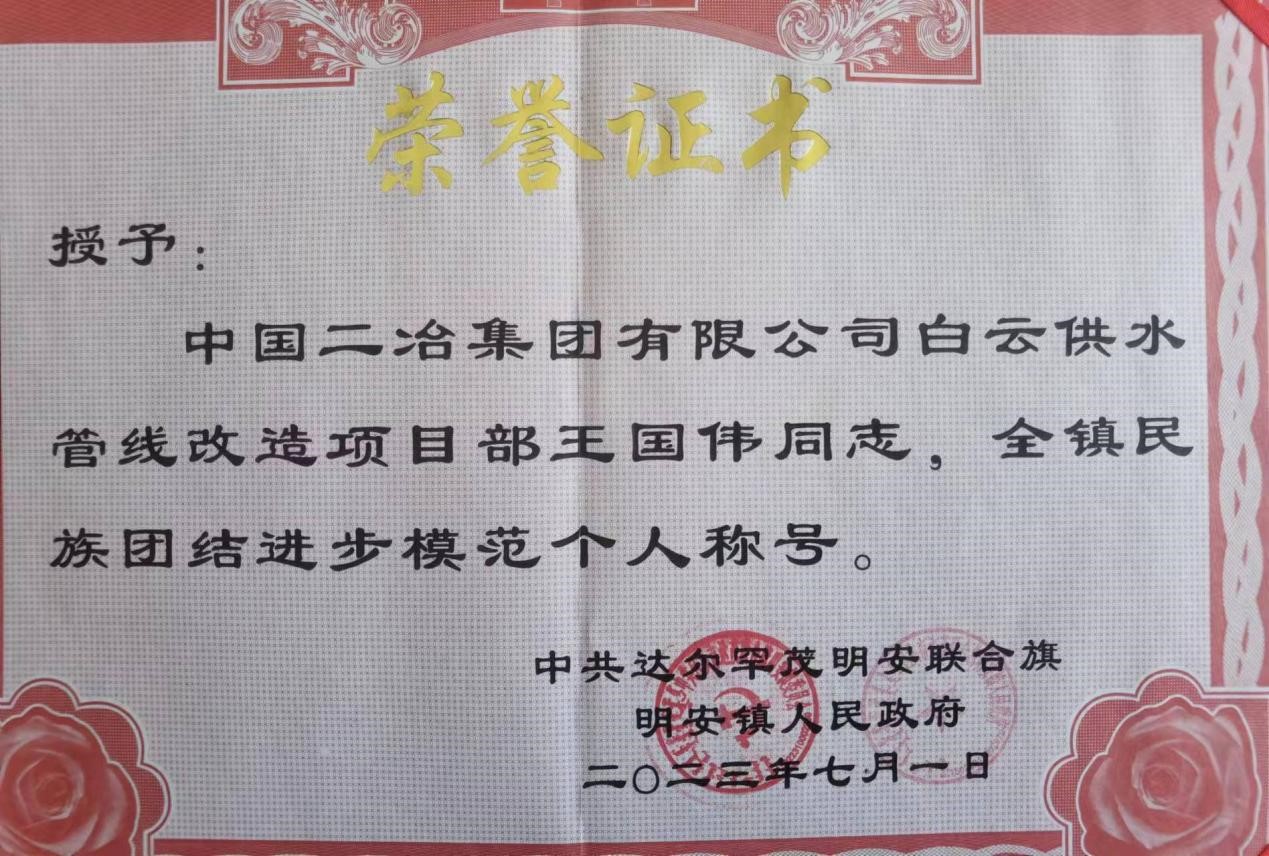 荣誉证书
授予：
中国二冶集团有限公司白云供水
管线改造项目部王国伟同志，全镇民
族团结进步模范个人称号。
中共达尔罕茂明安联合旗
明安镇人民政府
二〇二三年七月一日